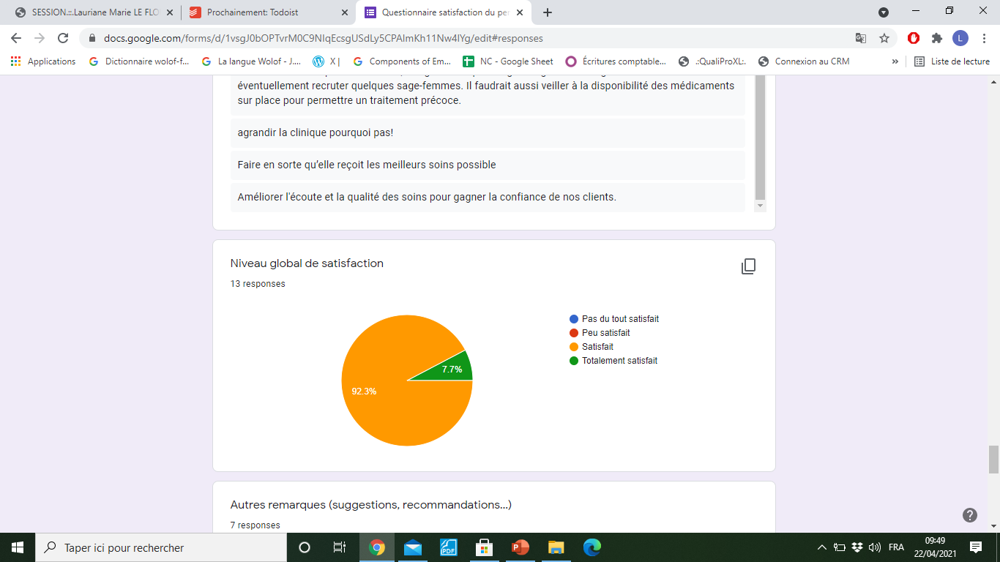 SESSION.::.Lauriane Marie LE FLO
Prochainement: Todoist
Questionnaire satisfaction du per
docs.google.com/forms/d/1vsgJ0bOPTvrM0C9NIqEcsgUSdLy5CPAlmKh11Nw4lYg/edit#responses
L
Applications
Dictionnaire wolof-f...
La langue Wolof - J....
X |
Components of Em...
NC - Google Sheet
Écritures comptable...
.:QualiProXL:.
Connexion au CRM
»
Liste de lecture
éventuellement recruter quelques sage-femmes. Il faudrait aussi veiller à la disponibilité des médicaments
sur place pour permettre un traitement précoce.
agrandir la clinique pourquoi pas!
Faire en sorte qu'elle reçoit les meilleurs soins possible
Améliorer l'écoute et la qualité des soins pour gagner la confiance de nos clients.
Niveau global de satisfaction
13 responses
Pas du tout satisfait
Peu satisfait
Satisfait
Totalement satisfait
7.7%
92.3%
Autres remarques (suggestions, recommandations...)
7 responses
Taper ici pour rechercher
PDF
P
FRA
09:49
22/04/2021